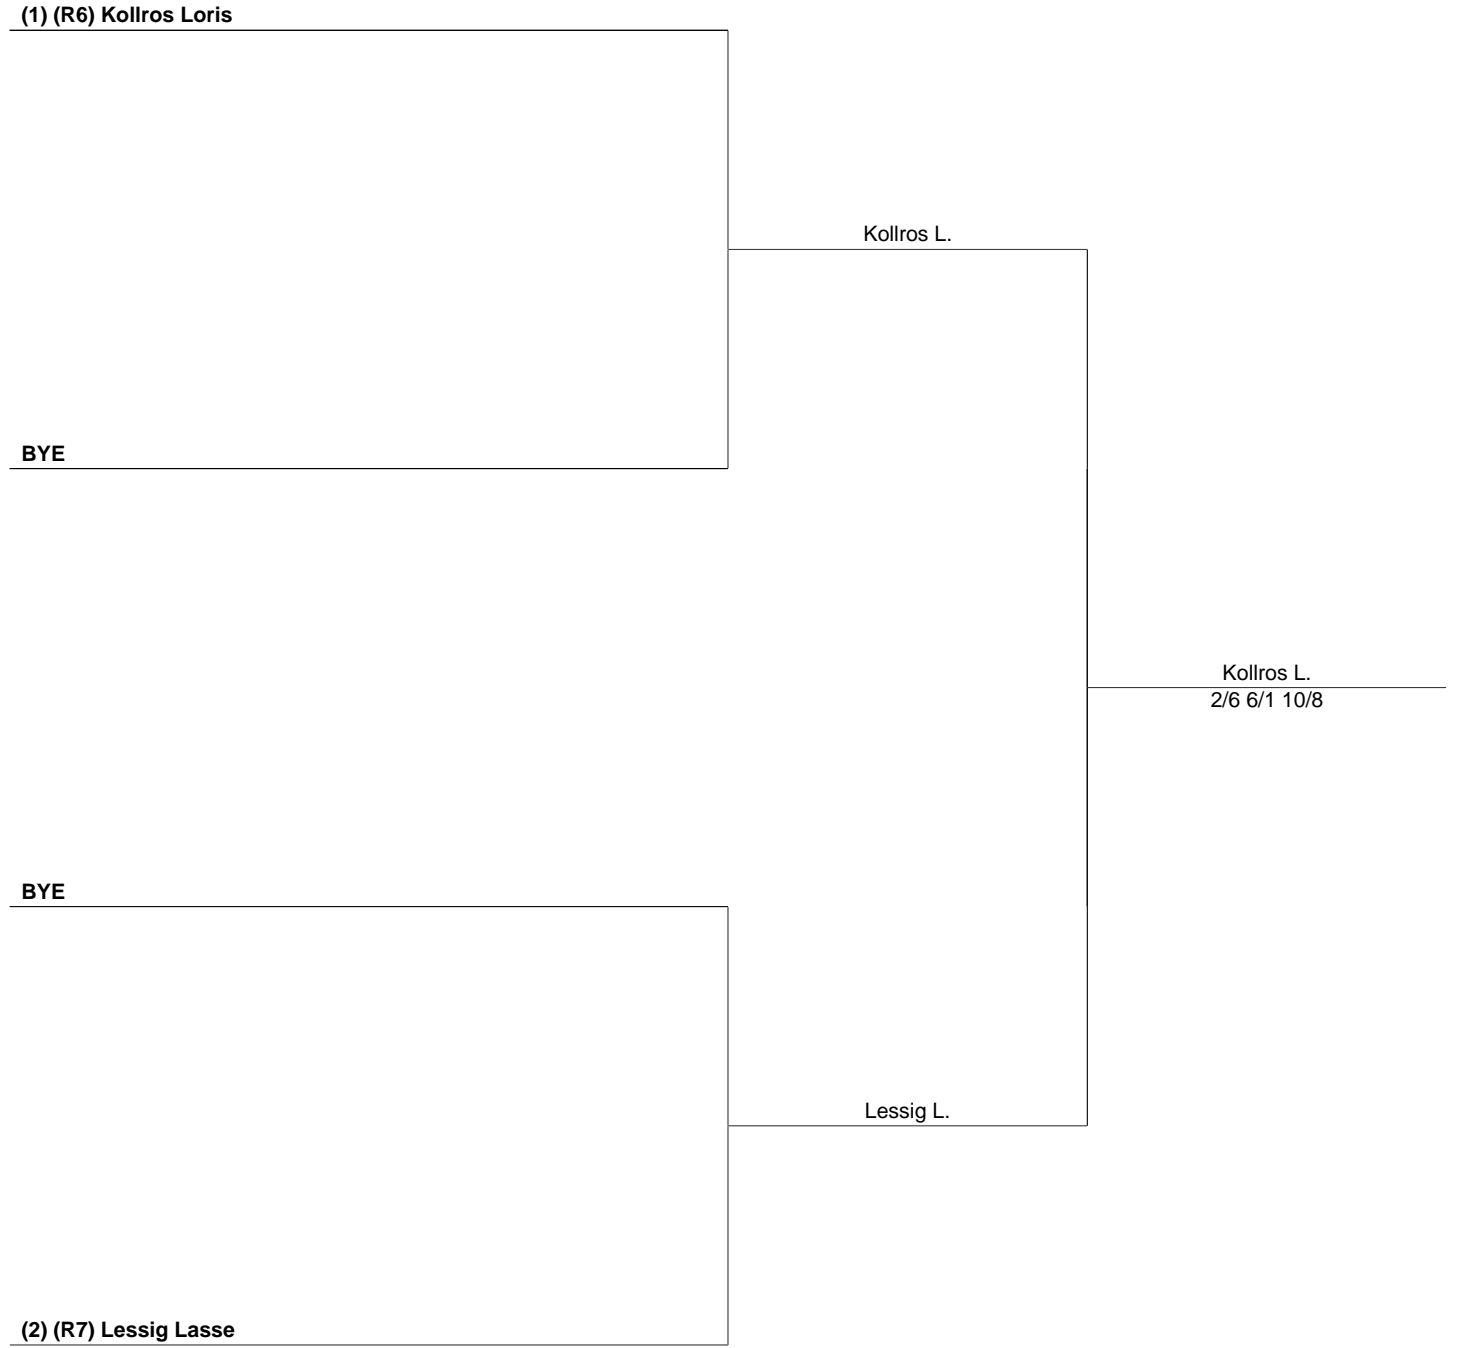 (1) (R6) Kollros Loris
Kollros L.
BYE
Kollros L.
2/6 6/1 10/8
BYE
Lessig L.
(2) (R7) Lessig Lasse